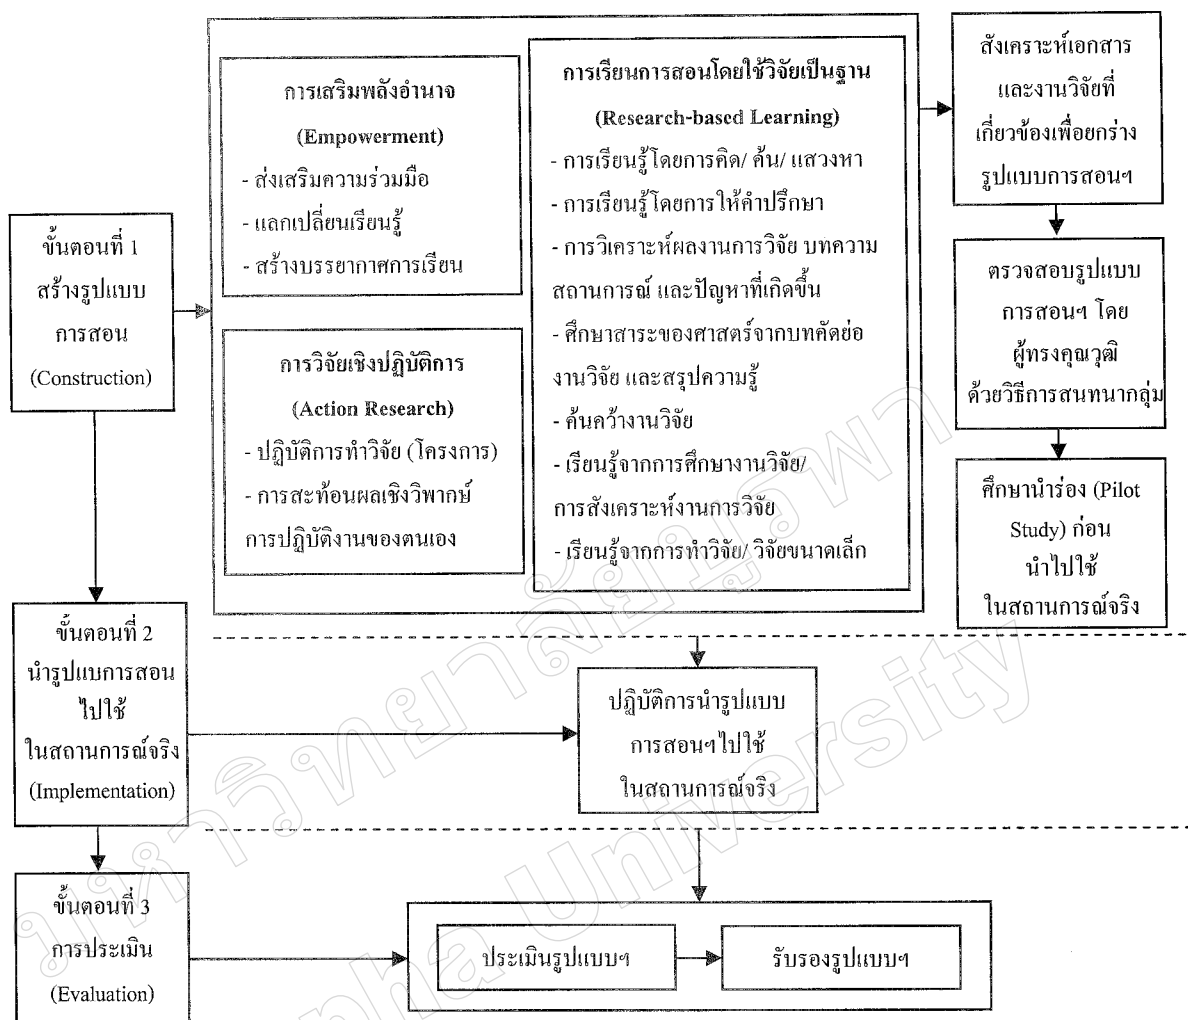 ขั้นตอนที่ 1
สร้างรูปแบบ
การสอน
(Construction)
การเสริมพลังอำนาจ
(Empowerment)
- ส่งเสริมความร่วมมือ
- แลกเปลี่ยนเรียนรู้
- สร้างบรรยากาศการเรียน
การวิจัยเชิงปฏิบัติการ
(Action Research)
- ปฏิบัติการทำวิจัย (โครงการ)
- การสะท้อนผลเชิงวิพากษ์
การปฏิบัติงานของตนเอง
การเรียนการสอนโดยใช้วิจัยเป็นฐาน
(Research-based Learning)
- การเรียนรู้โดยการคิด/ ค้น/ แสวงหา
- การเรียนรู้โดยการให้คำปรึกษา
- การวิเคราะห์ผลงานการวิจัย บทความ
สถานการณ์ และปัญหาที่เกิดขึ้น
- ศึกษาสาระของศาสตร์จากบทคัดย่อ
งานวิจัย และสรุปความรู้
- ค้นคว้างานวิจัย
- เรียนรู้จากการศึกษางานวิจัย/
การสังเคราะห์งานการวิจัย
- เรียนรู้จากการทำวิจัย/ วิจัยขนาดเล็ก
สังเคราะห์เอกสาร
และงานวิจัยที่
เกี่ยวข้องเพื่อยกร่าง
รูปแบบการสอนฯ
ตรวจสอบรูปแบบ
การสอนฯ โดย
ผู้ทรงคุณวุฒิ
ด้วยวิธีการสนทนากลุ่ม
ศึกษานำร่อง (Pilot
Study) ก่อน
นำไปใช้
ในสถานการณ์จริง
ขั้นตอนที่ 2
นำรูปแบการสอน
ไปใช้
ในสถานการณ์จริง
(Implementation)
ปฏิบัติการนำรูปแบบ
การสอนฯไปใช้
ในสถานการณ์จริง
ขั้นตอนที่ 3
การประเมิน
(Evaluation)
ประเมินรูปแบบฯ
รับรองรูปแบบฯ
มหาวิทยาลัยบูรพา
pha University